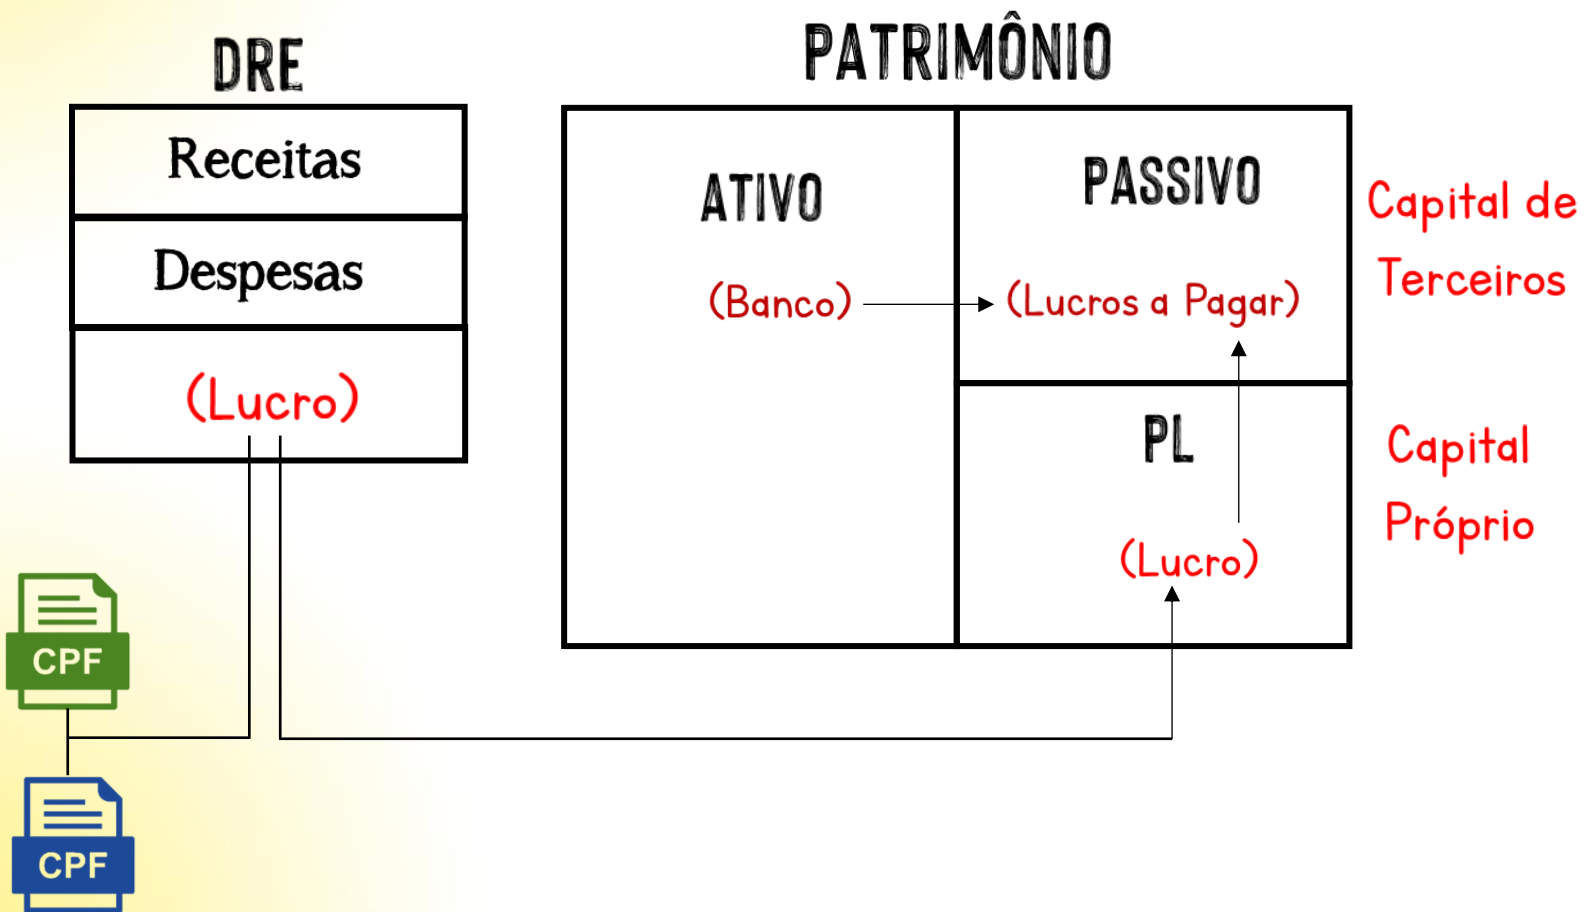 DRE
Receitas
Despesas
(Lucro)
CPF
CPF
PATRIMÔNIO
ATIVO
(Banco)
PASSIVO
(Lucros a Pagar)
PL
(Lucro)
Capital de
Terceiros
Capital
Próprio